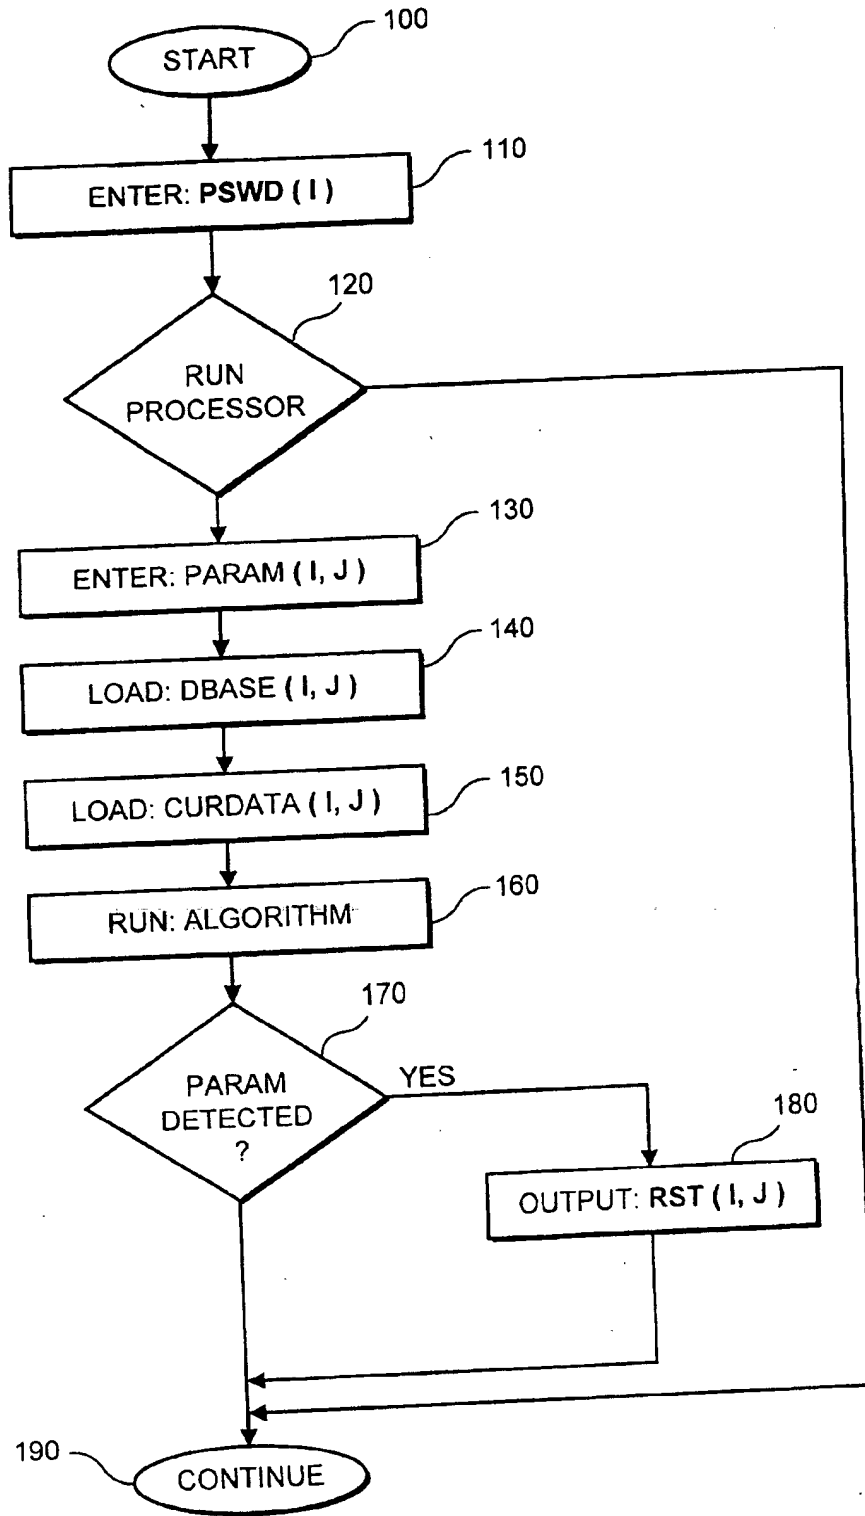 100
START
110
ENTER: PSWD ( I )
120
RUN
PROCESSOR
130
ENTER: PARAM ( I, J )
140
LOAD: DBASE ( I, J )
150
LOAD: CURDATA ( I, J )
160
RUN: ALGORITHM
170
PARAM
DETECTED
?
YES
180
OUTPUT: RST ( I, J )
190
CONTINUE